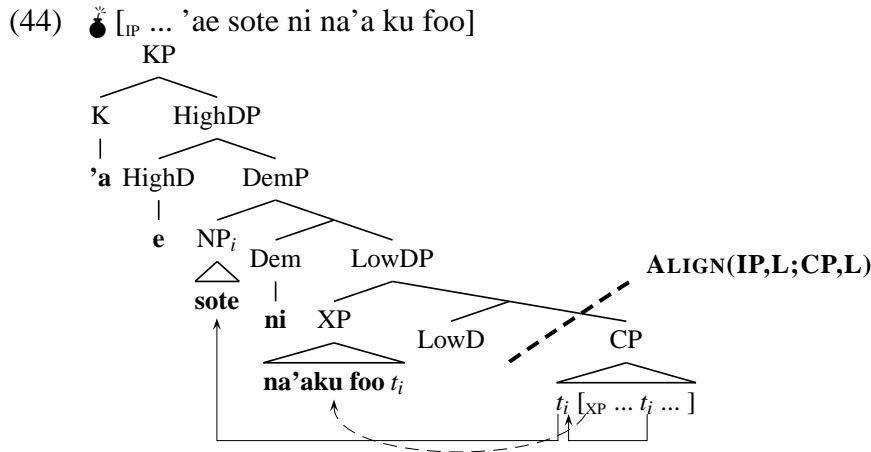 (44) 💣 [IP ... ’ae sote ni na’a ku foo]
KP
K HighDP
’a HighD DemP
e NPi Dem LowDP
ALIGN(IP,L;CP,L)
sote ni XP LowD CP
na’aku foo ti
ti [XP ... ti ... ]